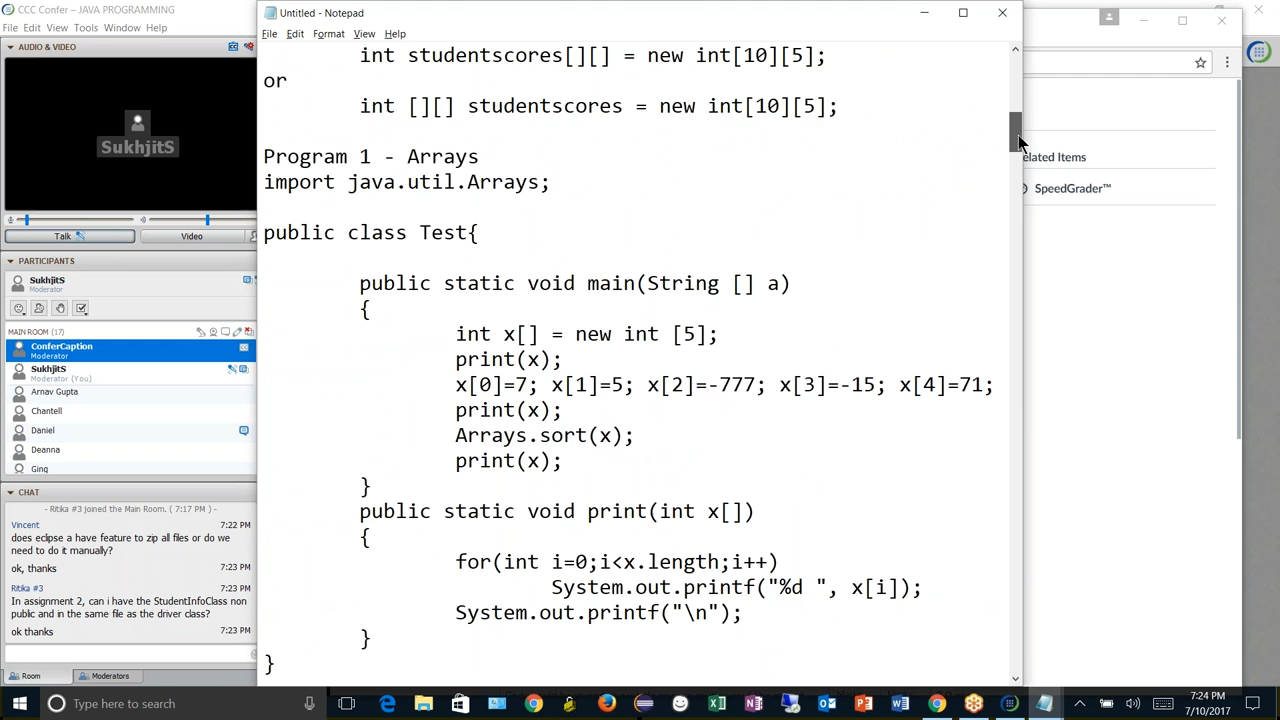 CCC Confer – JAVA PROGRAMMING
File Edit View Tools Window Help
AUDIO & VIDEO
SukhjitS
Talk
Video
PARTICIPANTS
SukhjitS
Moderator
MAIN ROOM (17)
ConferCaption
Moderator
SukhjitS
Moderator (You)
Arnav Gupta
Chantell
Daniel
Deanna
Ging
CHAT
- Ritika #3 joined the Main Room. ( 7:17 PM ) -
Vincent 7:22 PM
does eclipse a have feature to zip all files or do we
need to do it manually?
ok, thanks 7:23 PM
Ritika #3 7:23 PM
In assignment 2, can i have the StudentInfoClass non
public and in the same file as the driver class?
ok thanks 7:23 PM
Room
Moderators
Untitled - Notepad
File Edit Format View Help
int studentscores[][] = new int[10][5];
or
int [][] studentscores = new int[10][5];
Program 1 - Arrays
import java.util.Arrays;
public class Test{
public static void main(String [] a)
{
int x[] = new int [5];
print(x);
x[0]=7; x[1]=5; x[2]=-777; x[3]=-15; x[4]=71;
print(x);
Arrays.sort(x);
print(x);
}
public static void print(int x[])
{
for(int i=0;i<x.length;i++)
System.out.printf("%d ", x[i]);
System.out.printf("\n");
}
}
elated Items
SpeedGrader™
Type here to search
7:24 PM
7/10/2017